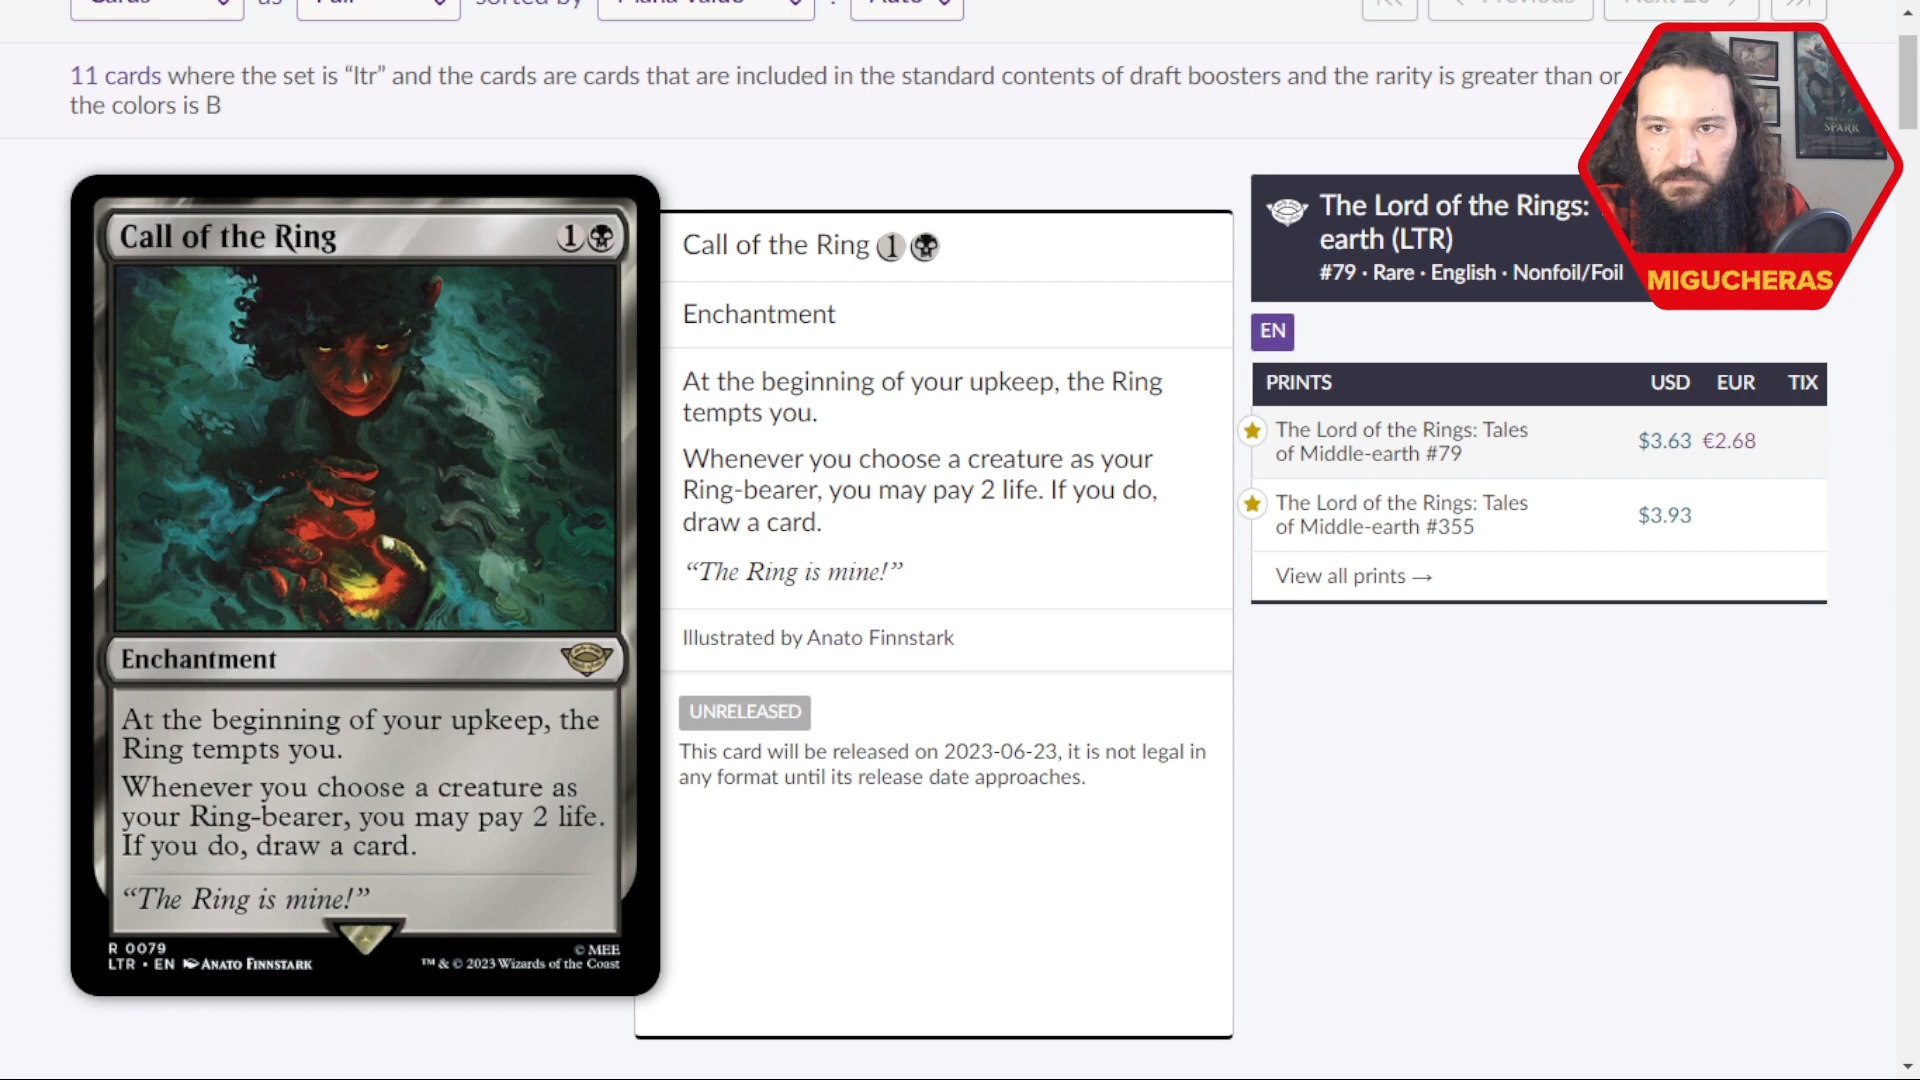 as
sorted by
Mana Value
:
Auto
Previous
11 cards where the set is “ltr” and the cards are cards that are included in the standard contents of draft boosters and the rarity is greater than or
the colors is B
Call of the Ring 1
Enchantment
At the beginning of your upkeep, the
Ring tempts you.
Whenever you choose a creature as
your Ring-bearer, you may pay 2 life.
If you do, draw a card.
“The Ring is mine!”
R 0079
LTR • EN ANATO FINNSTARK
© MEE
™ & © 2023 Wizards of the Coast
Call of the Ring 1
Enchantment
At the beginning of your upkeep, the Ring
tempts you.
Whenever you choose a creature as your
Ring-bearer, you may pay 2 life. If you do,
draw a card.
“The Ring is mine!”
Illustrated by Anato Finnstark
UNRELEASED
This card will be released on 2023-06-23, it is not legal in
any format until its release date approaches.
The Lord of the Rings:
earth (LTR)
#79 · Rare · English · Nonfoil/Foil
EN
PRINTS USD EUR TIX
The Lord of the Rings: Tales
of Middle-earth #79
$3.63 €2.68
The Lord of the Rings: Tales
of Middle-earth #355
$3.93
View all prints →
SPARK
MIGUCHERAS